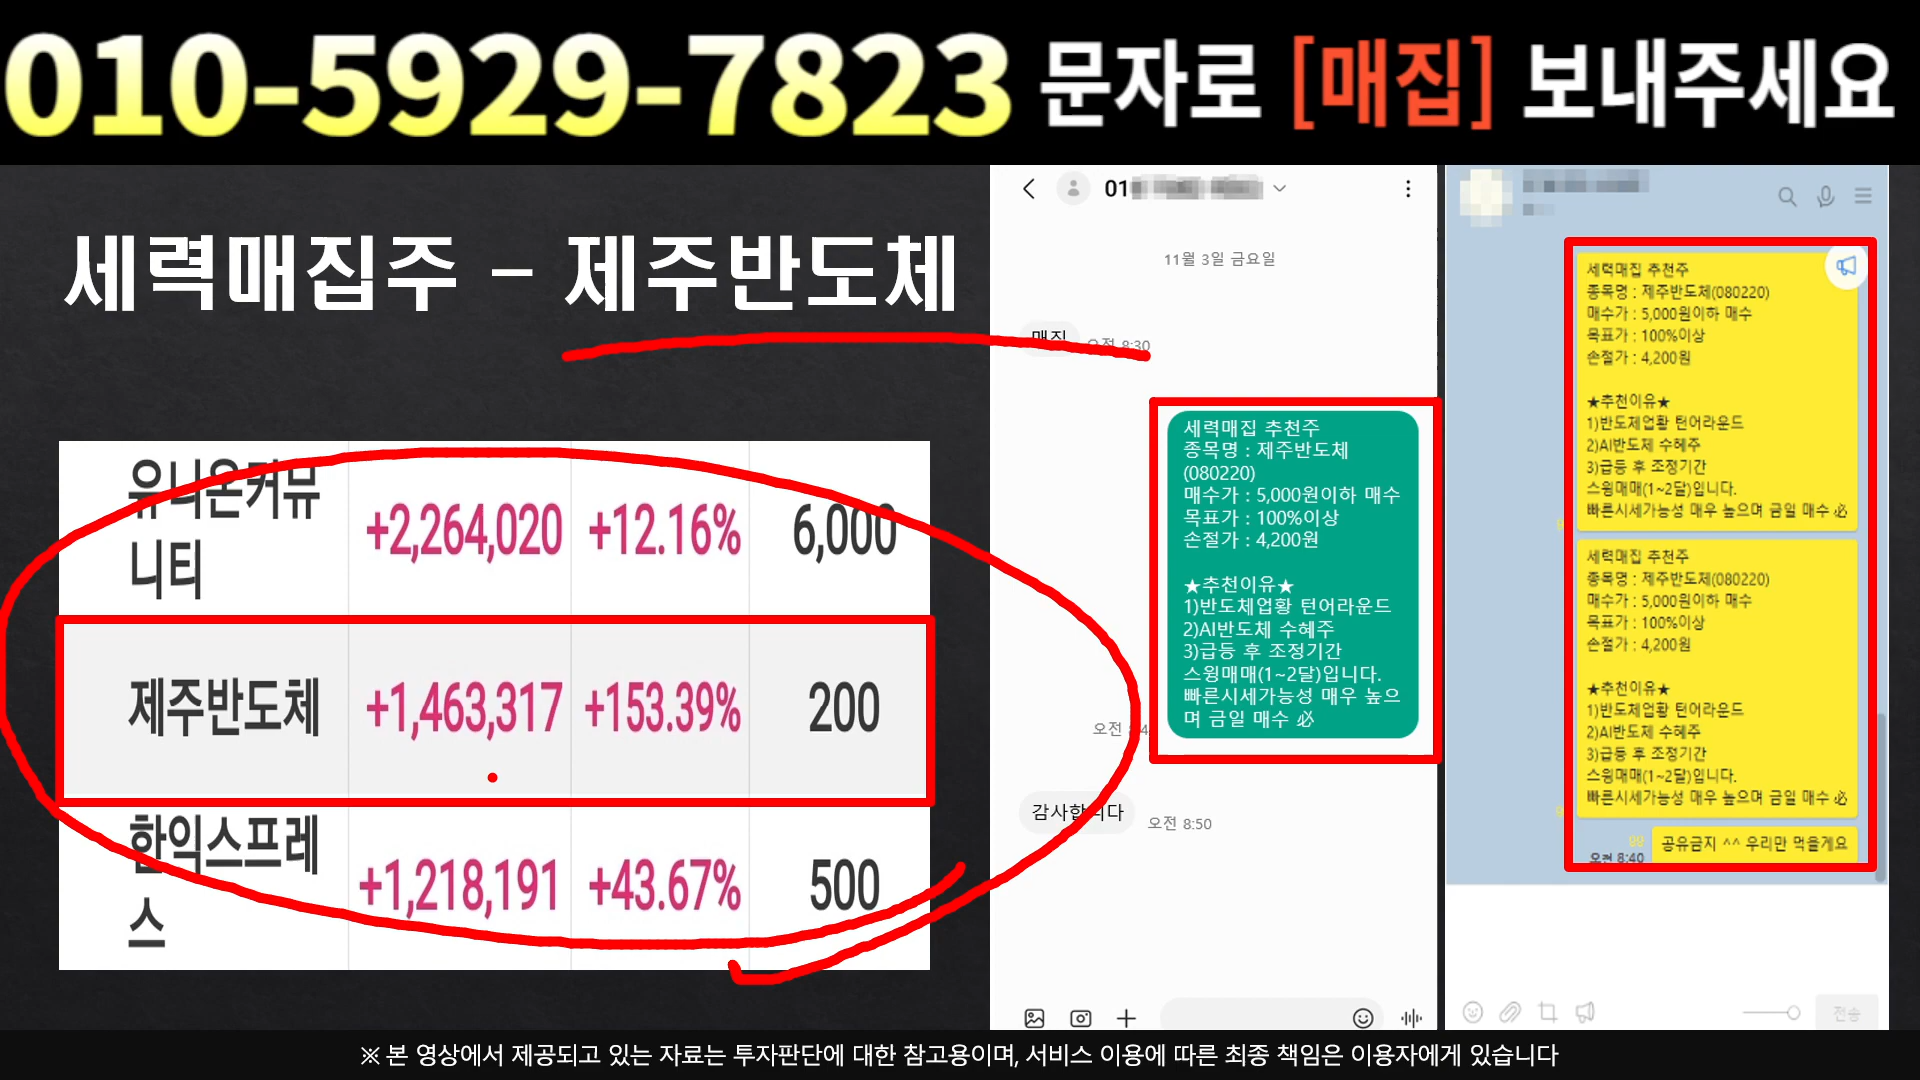 010-5929-7823 문자로 [매집] 보내주세요
세력매집주 - 제주반도체
유니온커뮤
니티
+2,264,020 +12.16% 6,000
제주반도체 +1,463,317 +153.39% 200
한익스프레
스
+1,218,191 +43.67% 500
01
11월 3일 금요일
매집
오전 8:30
세력매집 추천주
종목명 : 제주반도체
(080220)
매수가 : 5,000원이하 매수
목표가 : 100%이상
손절가 : 4,200원
★추천이유★
1)반도체업황 턴어라운드
2)AI반도체 수혜주
3)급등 후 조정기간
스윙매매(1~2달)입니다.
빠른시세가능성 매우 높으
며 금일 매수 必
오전
감사합니다
오전 8:50
세력매집 추천주
종목명 : 제주반도체(080220)
매수가 : 5,000원이하 매수
목표가 : 100%이상
손절가 : 4,200원
★추천이유★
1)반도체업황 턴어라운드
2)AI반도체 수혜주
3)급등 후 조정기간
스윙매매(1~2달)입니다.
빠른시세가능성 매우 높으며 금일 매수 必
세력매집 추천주
종목명 : 제주반도체(080220)
매수가 : 5,000원이하 매수
목표가 : 100%이상
손절가 : 4,200원
★추천이유★
1)반도체업황 턴어라운드
2)AI반도체 수혜주
3)급등 후 조정기간
스윙매매(1~2달)입니다.
빠른시세가능성 매우 높으며 금일 매수 必
99
오전 8:40
공유금지 ^^ 우리만 먹을게요
전송
※ 본 영상에서 제공되고 있는 자료는 투자판단에 대한 참고용이며, 서비스 이용에 따른 최종 책임은 이용자에게 있습니다